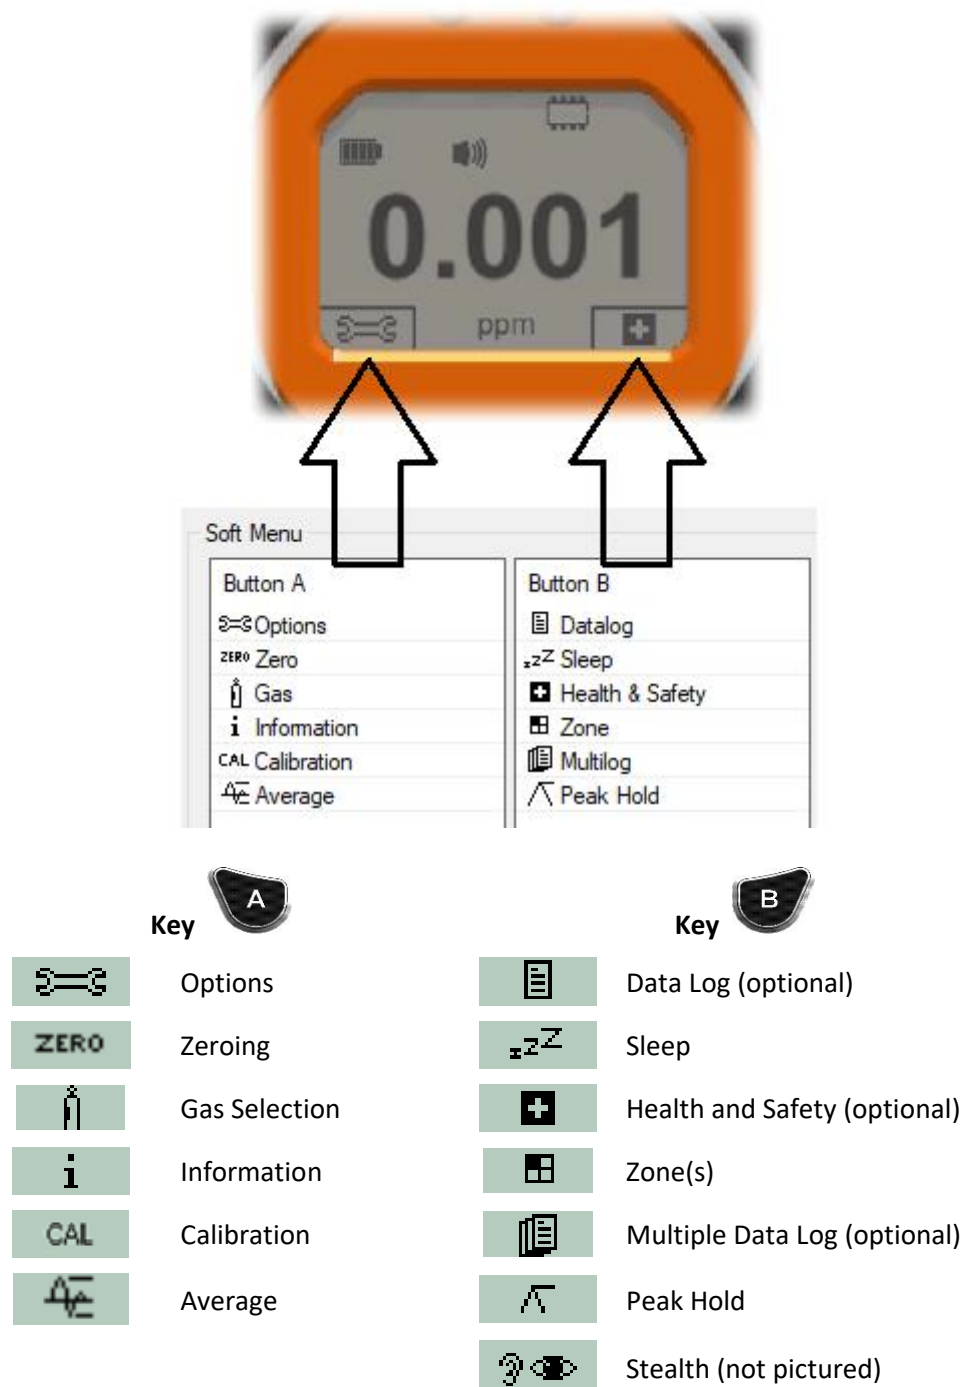 0.001
ppm
Soft Menu
Button A
Options
ZERO Zero
Gas
i Information
CAL Calibration
Average
Button B
Datalog
zzZ Sleep
Health & Safety
Zone
Multilog
Peak Hold
Key A
Options
ZERO Zeroing
Gas Selection
i Information
CAL Calibration
Average
Key B
Data Log (optional)
zzZ Sleep
Health and Safety (optional)
Zone(s)
Multiple Data Log (optional)
Peak Hold
Stealth (not pictured)